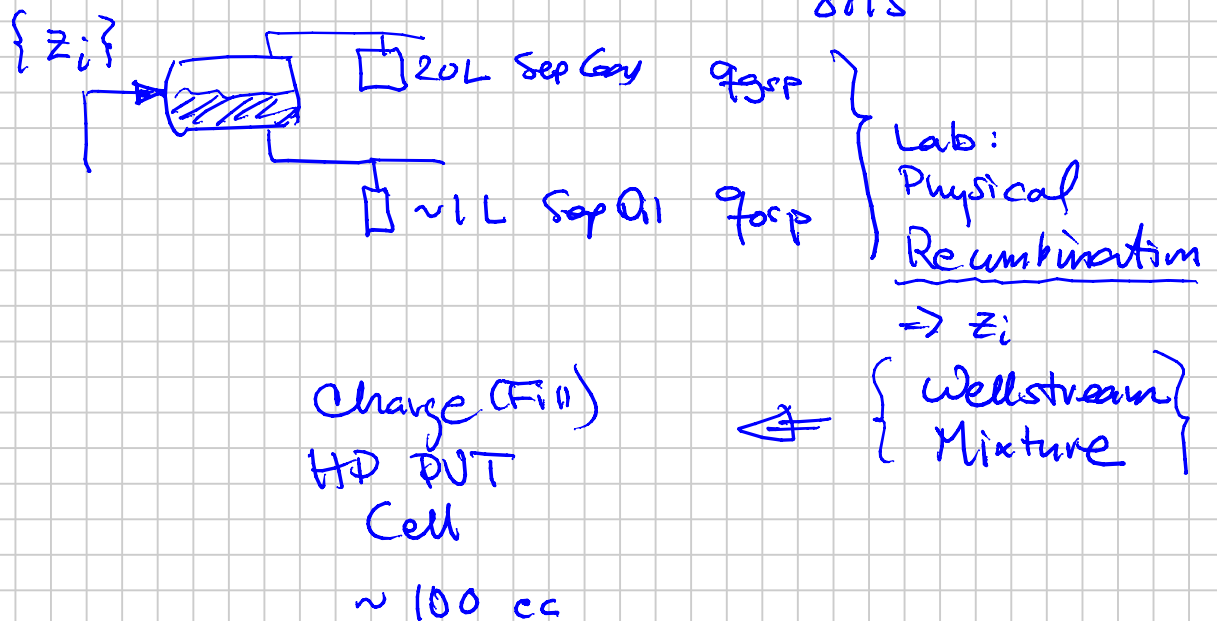 { Zi }
20L Sep Gas qgsp
~1L Sep Oil qosp
Lab:
Physical
Recombination
=> Zi
{ Wellstream
Mixture }
Charge (Fill)
HP PVT
Cell
~ 100 cc